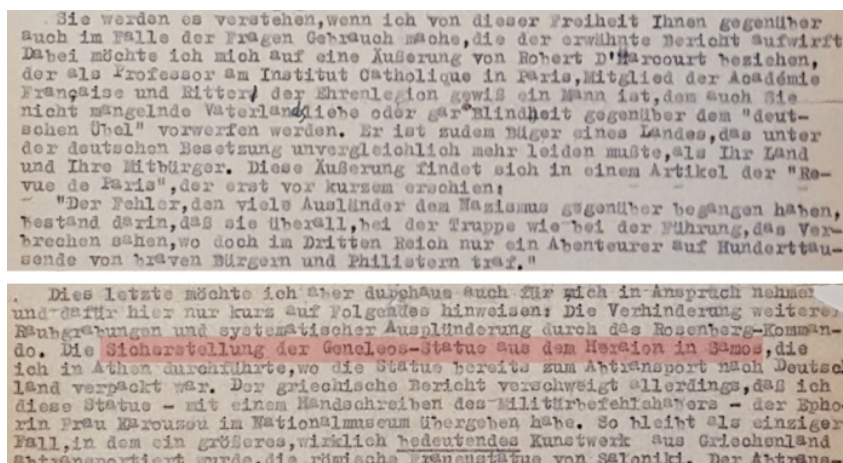 Sie werden es verstehen,wenn ich von dieser Freiheit Ihnen gegenüber
auch im Falle der Fragen Gebrauch mache,die der erwähnte Bericht aufwirft
Dabei möchte ich mich auf eine Äußerung von Robert D'Harcourt beziehen,
der als Professor am Institut Catholique in Paris,Mitglied der Académie
Française und Ritter der Ehrenlegion gewiß ein Mann ist,dem auch Sie
nicht mangelnde Vaterlandsliebe oder gar Blindheit gegenüber dem "deut-
schen Übel" vorwerfen werden. Er ist zudem Büger eines Landes,das unter
der deutschen Besetzung unvergleichlich mehr leiden mußte,als Ihr Land
und Ihre Mitbürger. Diese Äußerung findet sich in einem Artikel der "Re-
vue de Paris",der erst vor kurzem erschien:
"Der Fehler,den viele Ausländer dem Nazismus gegenüber begangen haben,
bestand darin,daß sie überall,bei der Truppe wie bei der Führung,das Ver-
brechen sahen,wo doch im Dritten Reich nur ein Abenteurer auf Hunderttau-
sende von braven Bürgern und Philistern traf."
Dies letzte möchte ich aber durchaus auch für mich in Anspruch nehmen
und dafür hier nur kurz auf Folgendes hinweisen: Die Verhinderung weiterer
Raubgrabungen und systematischer Ausplünderung durch das Rosenberg-Komman-
do. Die Sicherstellung der Geneleos-Statue aus dem Heraion in Samos,die
ich in Athen durchführte,wo die Statue bereits zum Abtransport nach Deutsch
land verpackt war. Der griechische Bericht verschweigt allerdings,daß ich
diese Statue - mit einem Handschreiben des Militärbefehlshabers - der Epho-
rin Frau Karousou im Nationalmuseum übergeben habe. So bleibt als einziger
Fall,in dem ein größeres,wirklich bedeutendes Kunstwerk aus Griechenland
abtransportiert wurde,die römische Frauenstatue von Saloniki. Der Abtrans-